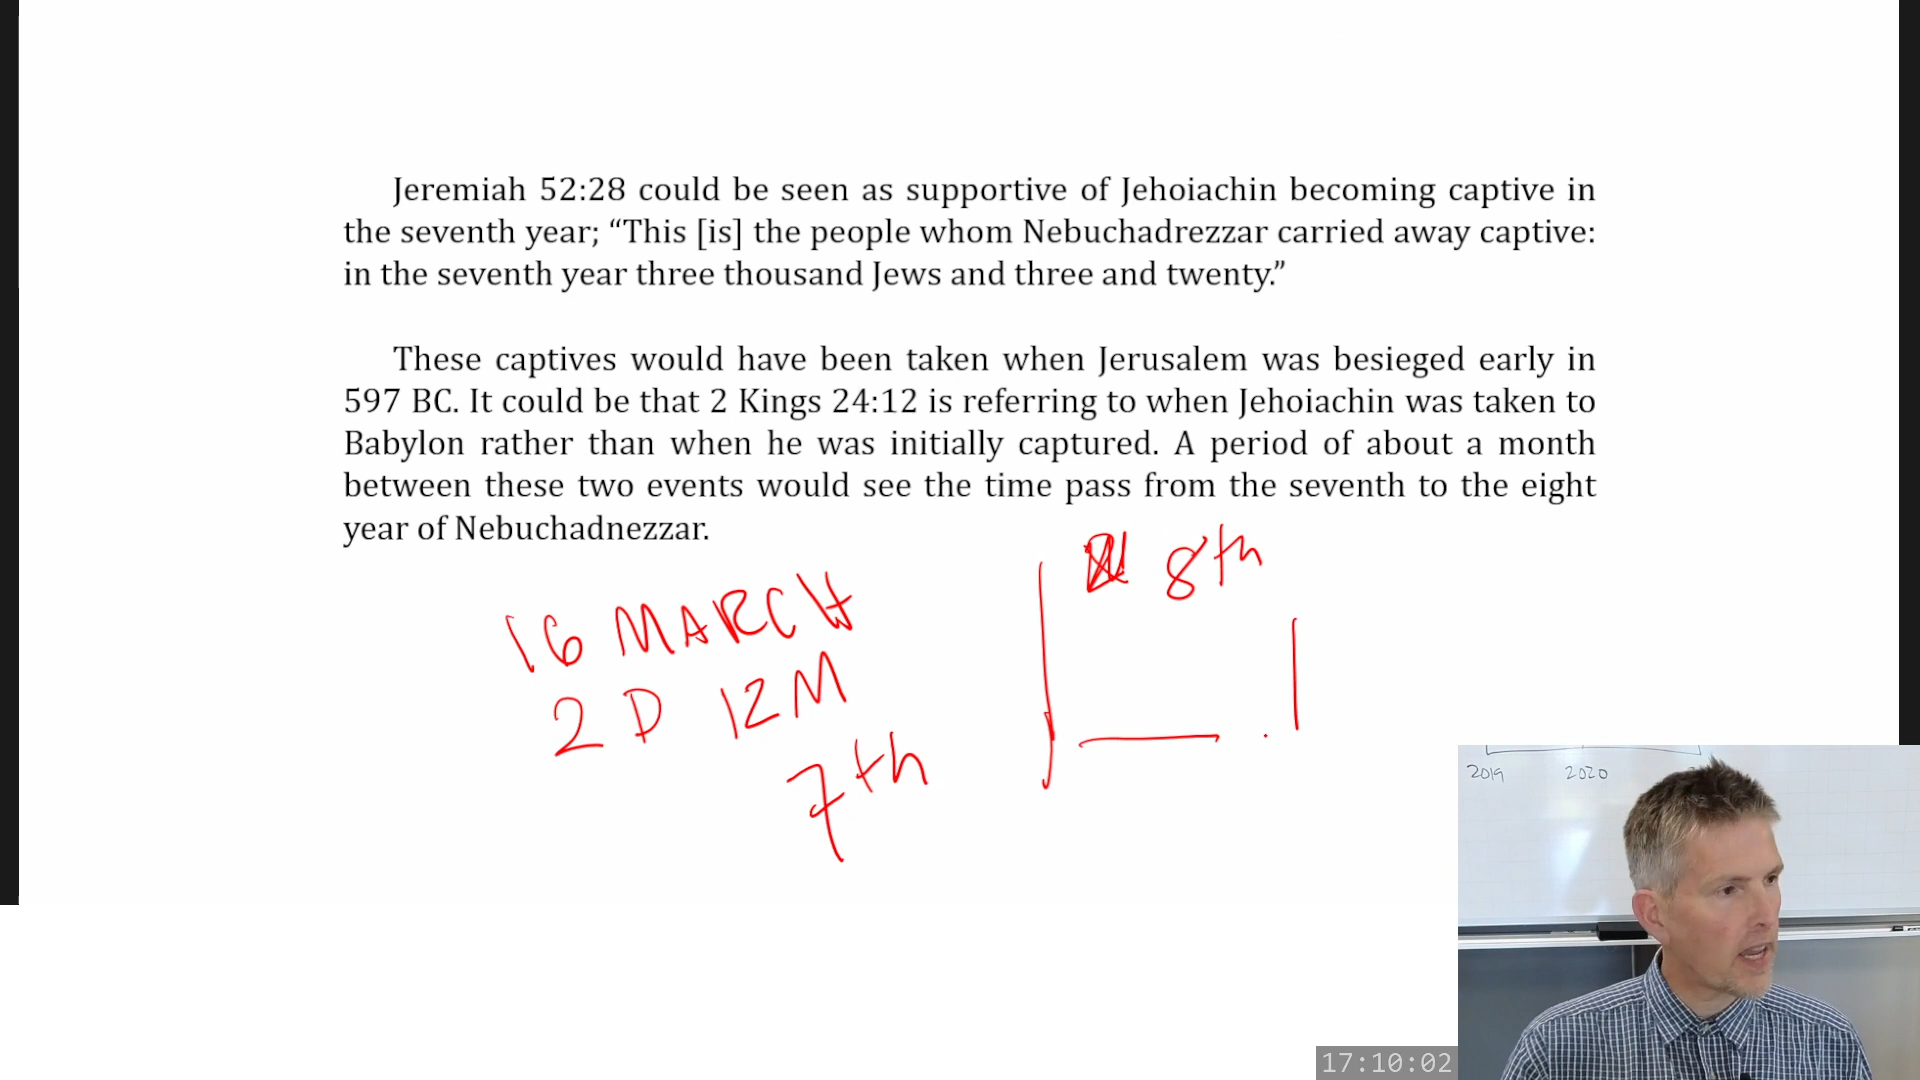 Jeremiah 52:28 could be seen as supportive of Jehoiachin becoming captive in
the seventh year; “This [is] the people whom Nebuchadrezzar carried away captive:
in the seventh year three thousand Jews and three and twenty.”
These captives would have been taken when Jerusalem was besieged early in
597 BC. It could be that 2 Kings 24:12 is referring to when Jehoiachin was taken to
Babylon rather than when he was initially captured. A period of about a month
between these two events would see the time pass from the seventh to the eight
year of Nebuchadnezzar.
8th
16 MARCH
2 D 12M
7th
2019 2020
17:10:02